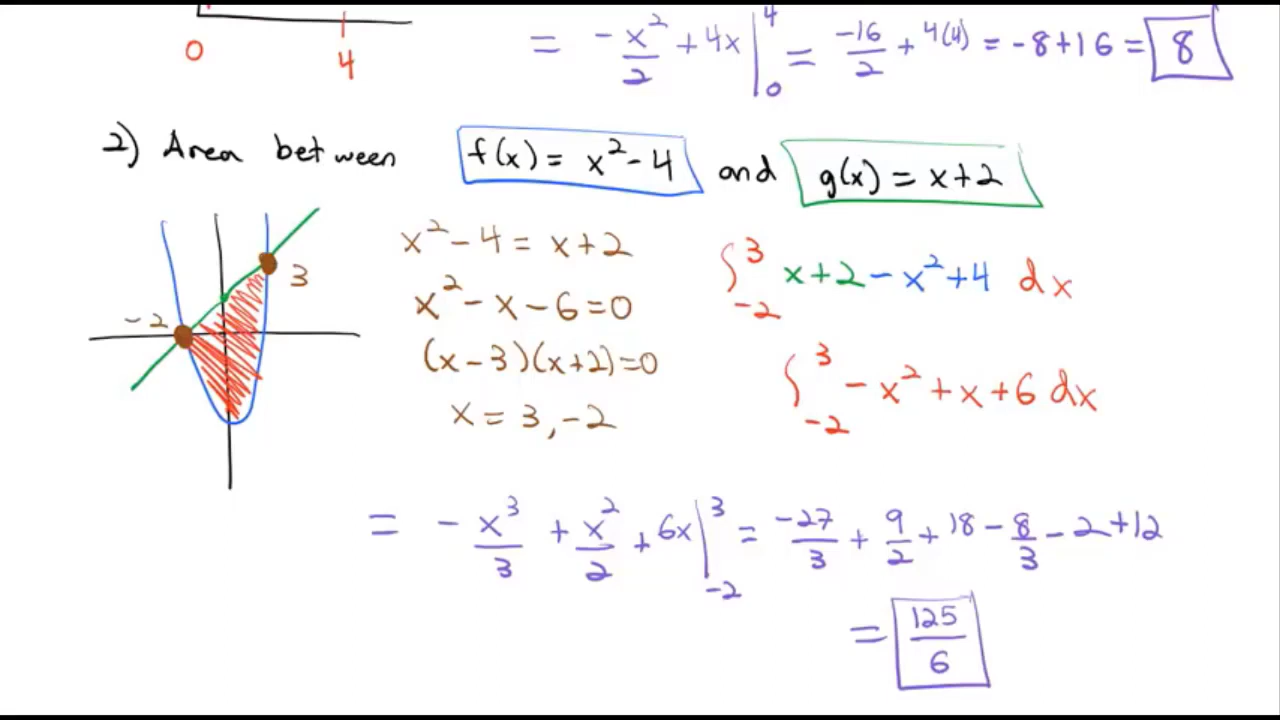 0 4
= -x²/2 + 4x |₀⁴ = -16/2 + 4(4) = -8+16 = 8
2) Area between f(x) = x²-4 and g(x) = x+2
-2 3
x²-4 = x+2
x²-x-6=0
(x-3)(x+2)=0
x = 3,-2
∫₋₂³ x+2-x²+4 dx
∫₋₂³ -x²+x+6 dx
= -x³/3 + x²/2 + 6x |₋₂³ = -27/3 + 9/2 + 18 - 8/3 - 2 + 12
= 125/6